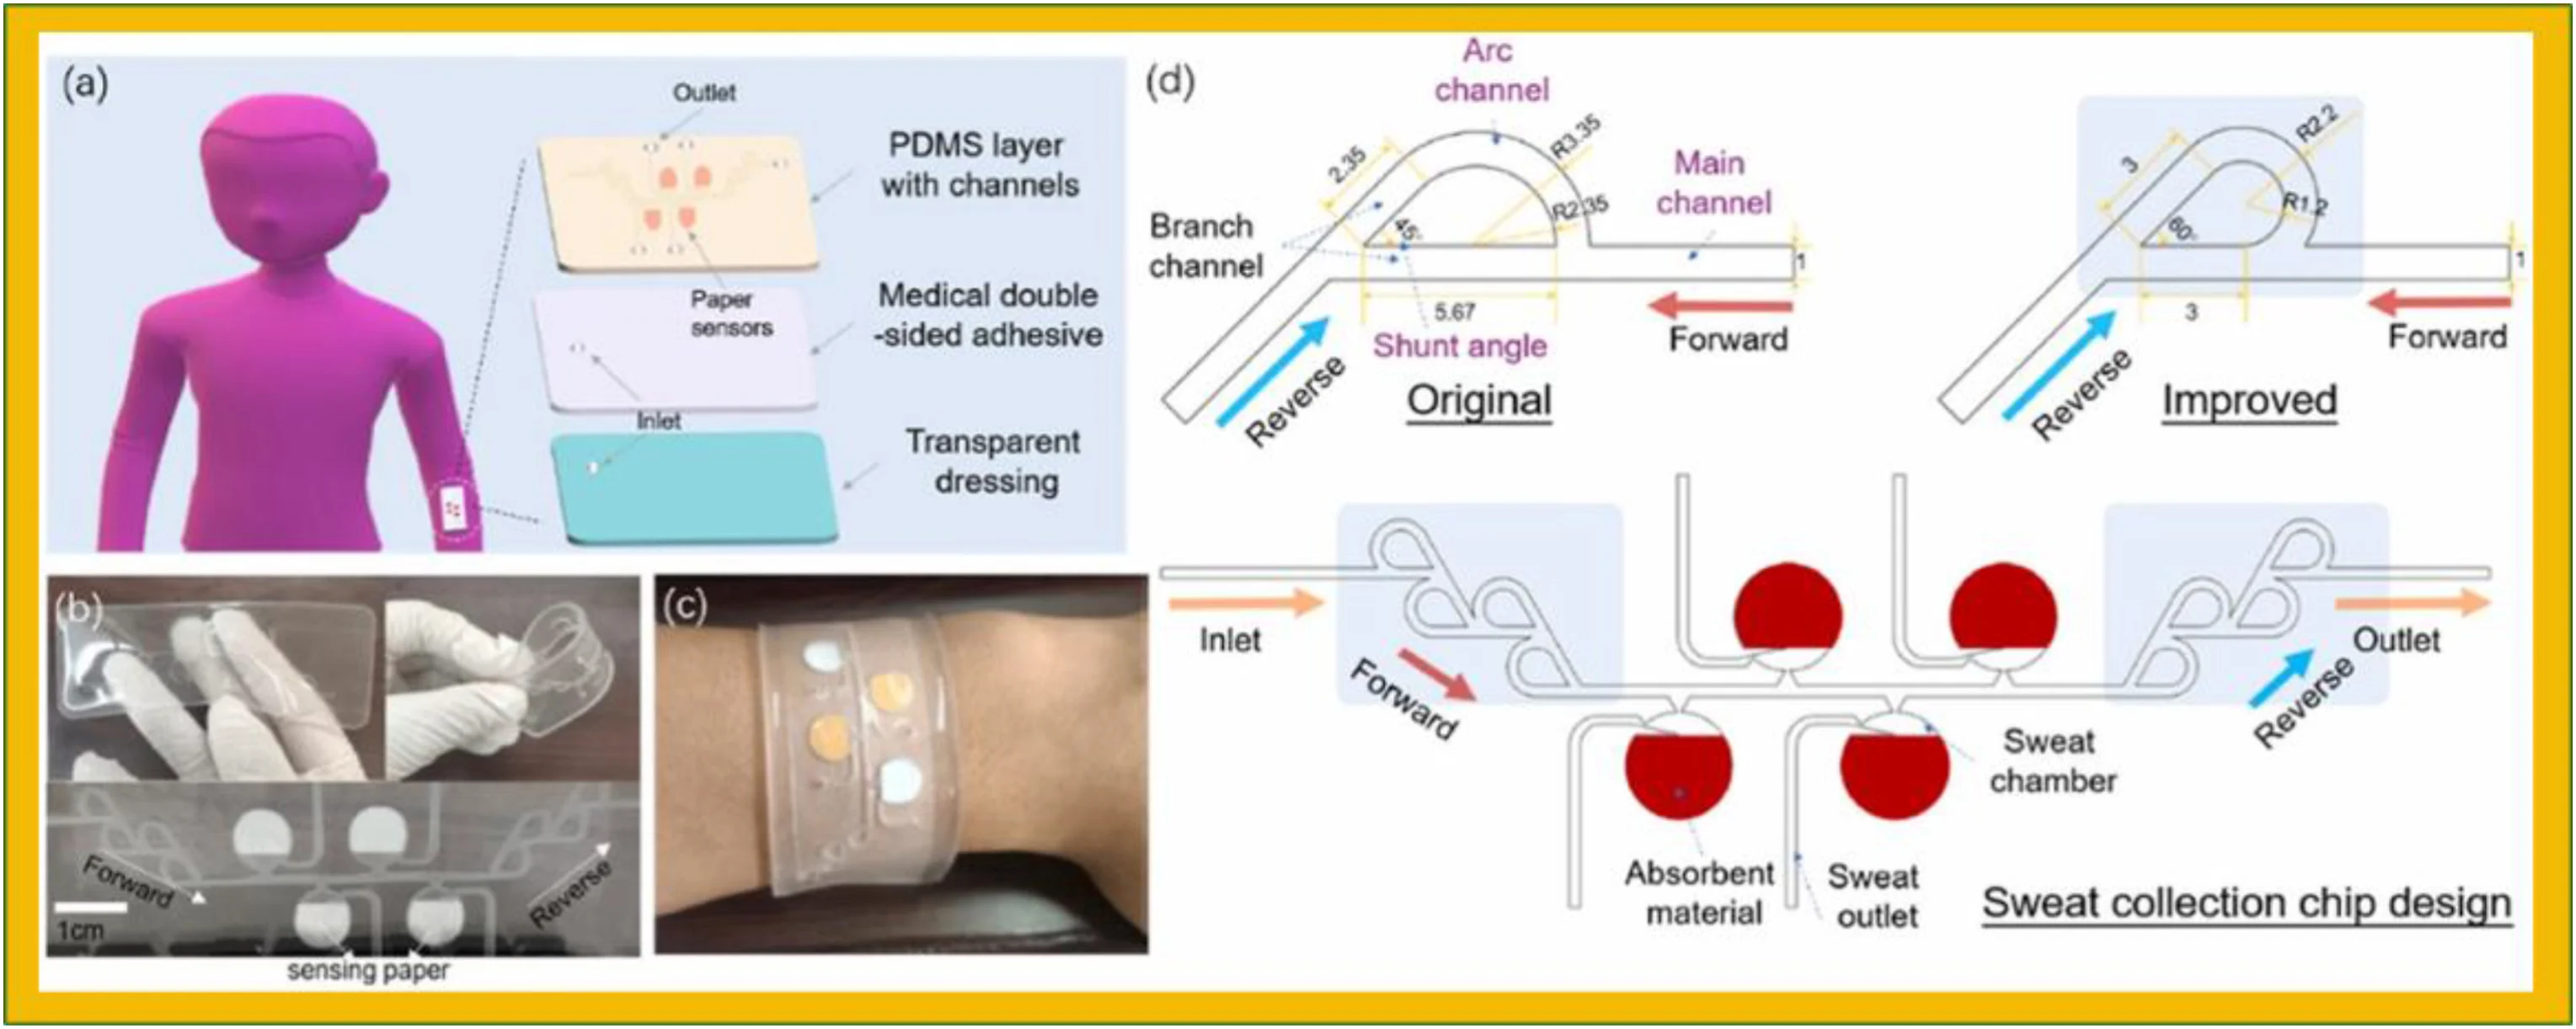 (a)
Outlet
PDMS layer
with channels
Paper
sensors
Medical double
-sided adhesive
Inlet
Transparent
dressing
(b)
Forward
Reverse
1cm
sensing paper
(c)
(d)
Arc
channel
2.35
R3.35
Main
channel
Branch
channel
45°
R2.35
1
5.67
Shunt angle
Forward
Reverse
Original
3
R2.2
R1.2
60°
1
3
Forward
Reverse
Improved
Inlet
Forward
Outlet
Reverse
Sweat
chamber
Absorbent
material
Sweat
outlet
Sweat collection chip design